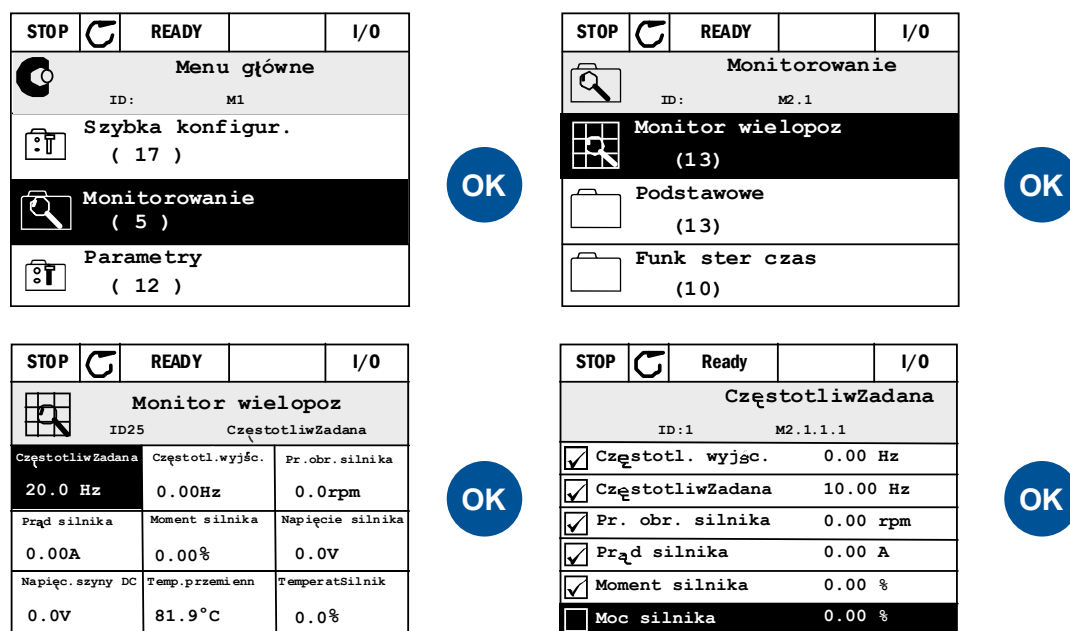 STOP READY I/O
Menu główne
ID: M1
Szybka konfigur.
( 17 )
Monitorowanie
( 5 )
Parametry
( 12 )
OK
STOP READY I/O
Monitorowanie
ID: M2.1
Monitor wielopoz
(13)
Podstawowe
(13)
Funk ster czas
(10)
OK
STOP READY I/O
Monitor wielopoz
ID25 CzęstotliwZadana
CzęstotliwZadana Częstotl.wyjśc. Pr.obr.silnika
20.0 Hz 0.00Hz 0.0rpm
Prąd silnika Moment silnika Napięcie silnika
0.00A 0.00% 0.0V
Napięc.szyny DC Temp.przemienn TemperatSilnik
0.0V 81.9°C 0.0%
OK
STOP Ready I/O
CzęstotliwZadana
ID:1 M2.1.1.1
Częstotl. wyjśc. 0.00 Hz
CzęstotliwZadana 10.00 Hz
Pr. obr. silnika 0.00 rpm
Prąd silnika 0.00 A
Moment silnika 0.00 %
Moc silnika 0.00 %
OK